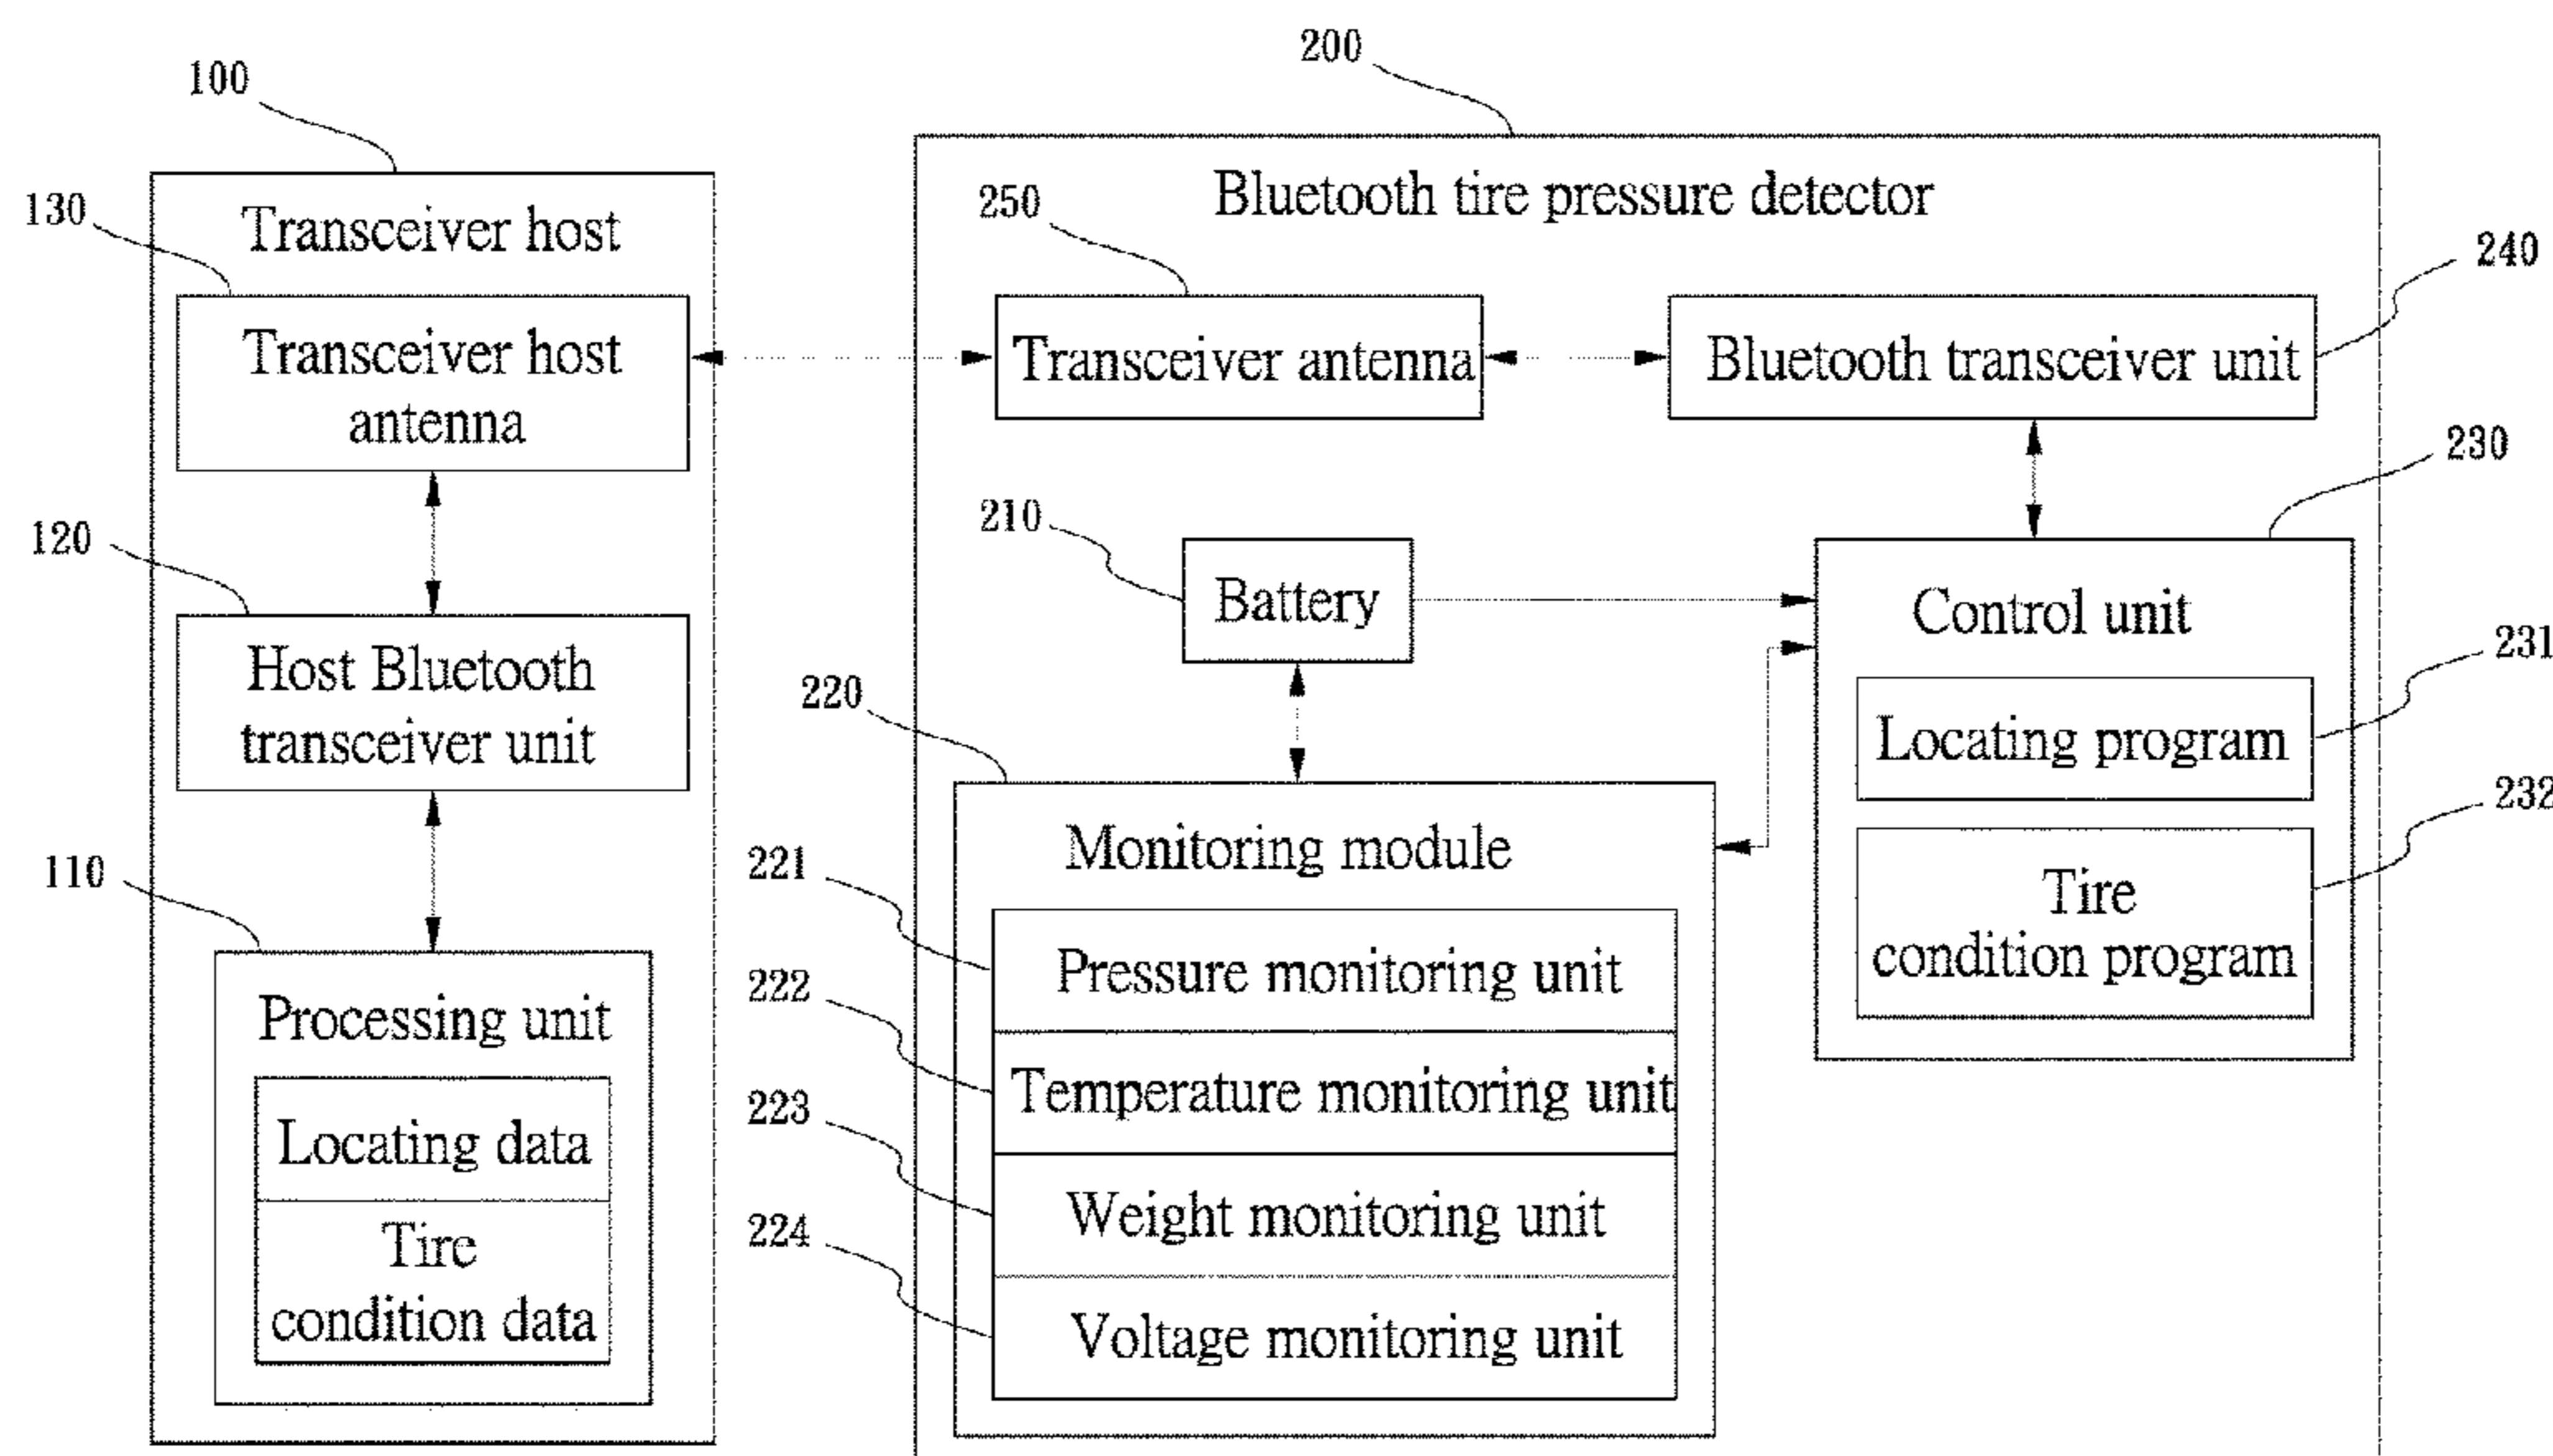 100
Transceiver host
130
Transceiver host
antenna
120
Host Bluetooth
transceiver unit
110
Processing unit
Locating data
Tire
condition data
200
Bluetooth tire pressure detector
250
Transceiver antenna
240
Bluetooth transceiver unit
210
Battery
230
Control unit
231
Locating program
232
Tire
condition program
220
Monitoring module
221
Pressure monitoring unit
222
Temperature monitoring unit
223
Weight monitoring unit
224
Voltage monitoring unit